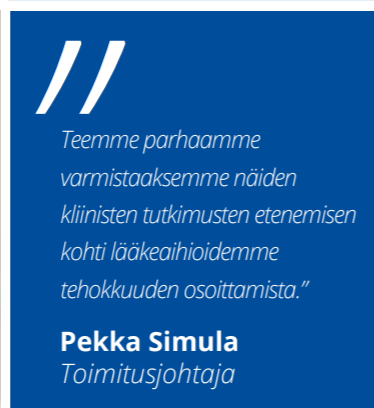 Teemme parhaamme
varmistaaksemme näiden
kliinisten tutkimusten etenemisen
kohti lääkeaihioidemme
tehokkuuden osoittamista.”
Pekka Simula
Toimitusjohtaja